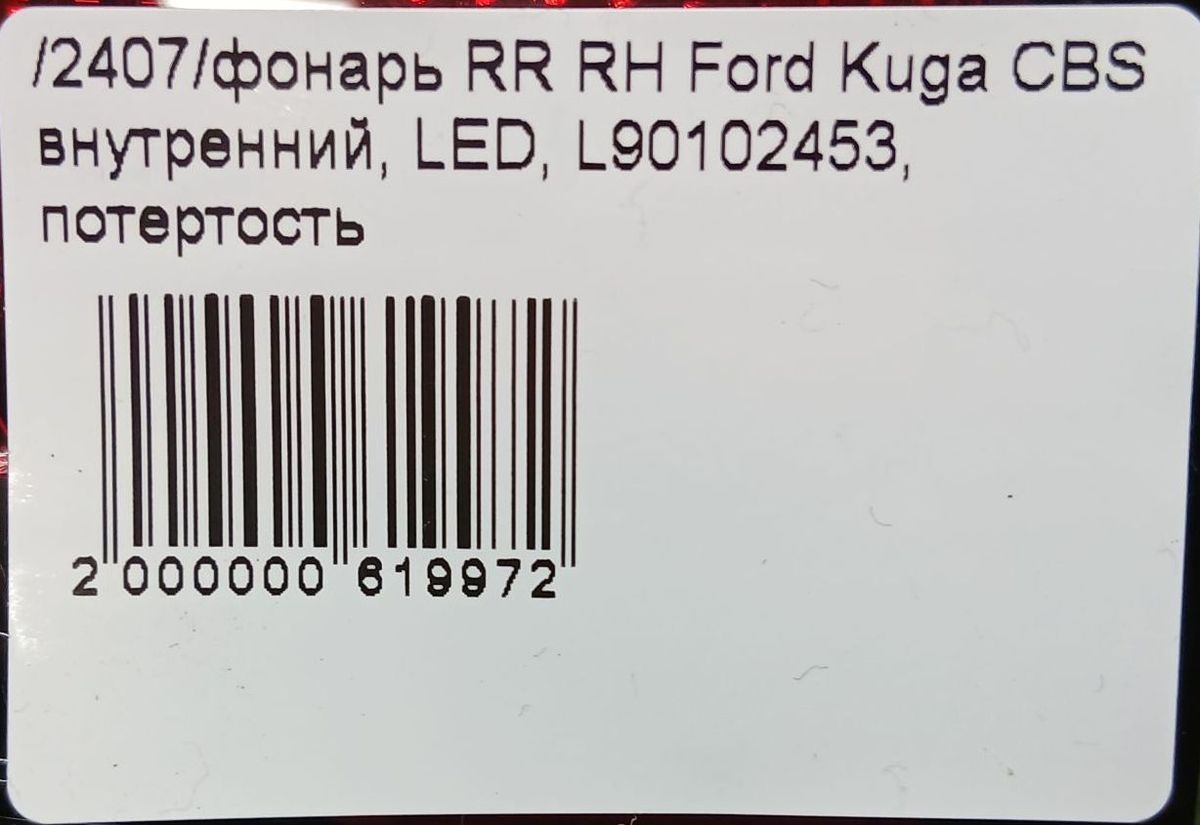 /2407/фонарь RR RH Ford Kuga CBS
внутренний, LED, L90102453,
потертость
2 000000 619972